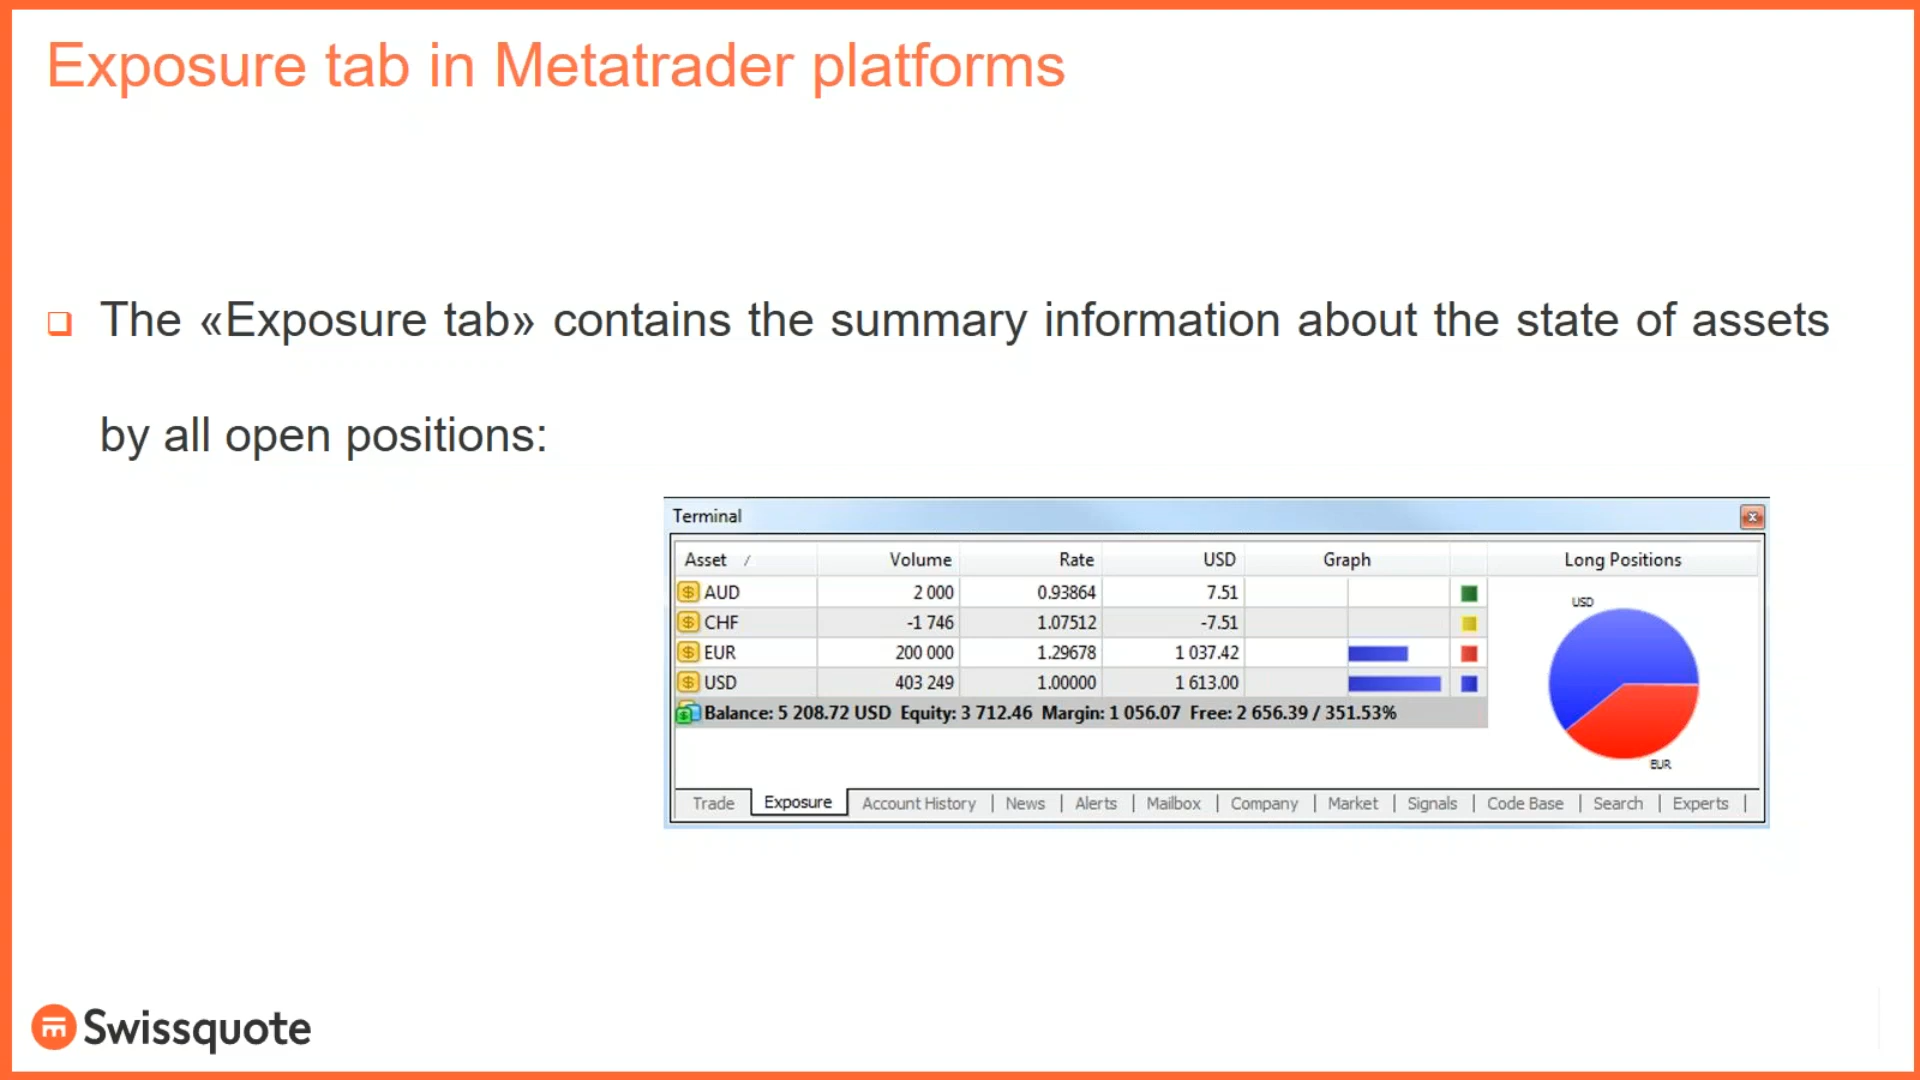 Exposure tab in Metatrader platforms
The «Exposure tab» contains the summary information about the state of assets
by all open positions:
Terminal
Asset / Volume Rate USD Graph Long Positions
AUD 2 000 0.93864 7.51
CHF -1 746 1.07512 -7.51
EUR 200 000 1.29678 1 037.42
USD 403 249 1.00000 1 613.00
Balance: 5 208.72 USD Equity: 3 712.46 Margin: 1 056.07 Free: 2 656.39 / 351.53%
USD
EUR
Trade Exposure Account History | News | Alerts | Mailbox | Company | Market | Signals | Code Base | Search | Experts |
Swissquote